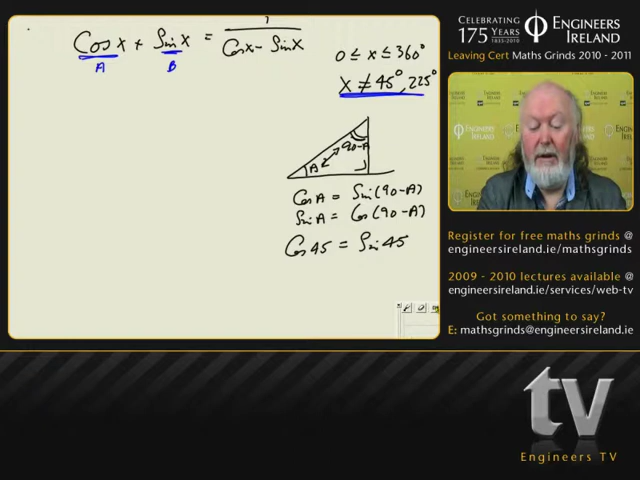 Cos x + Sin x = 1 / (Cos x − Sin x)
A B
0 ≤ x ≤ 360°
x ≠ 45°, 225°
A 90-A
Cos A = Sin (90-A)
Sin A = Cos (90-A)
Cos 45 = Sin 45
CELEBRATING
175 YEARS
1835-2010
ENGINEERS
IRELAND
Leaving Cert Maths Grinds 2010 - 2011
Register for free maths grinds @
engineersireland.ie/mathsgrinds
2009 - 2010 lectures available @
engineersireland.ie/services/web-tv
Got something to say?
E: mathsgrinds@engineersireland.ie
tv
Engineers TV